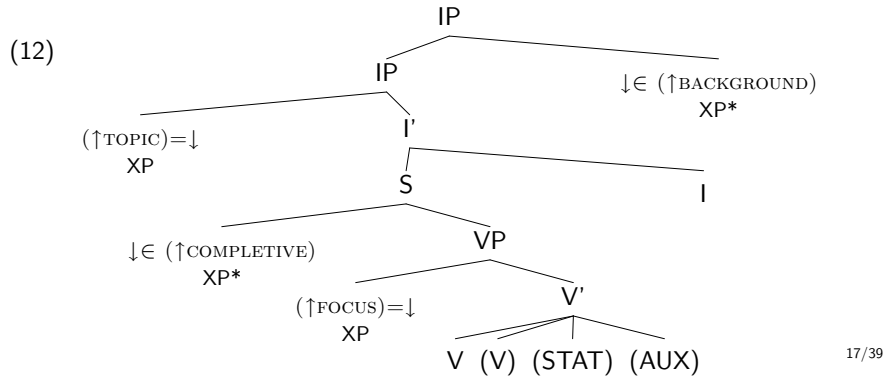 IP
(12)
IP
↓∈ (↑BACKGROUND)
XP*
(↑TOPIC)=↓
XP
I'
S
I
↓∈ (↑COMPLETIVE)
XP*
VP
(↑FOCUS)=↓
XP
V'
V (V) (STAT) (AUX)
17/39